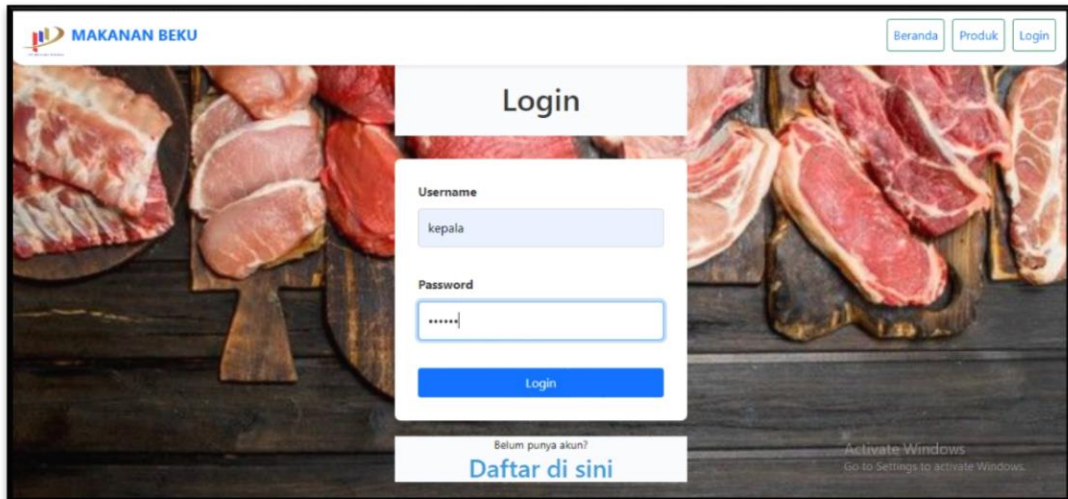 MAKANAN BEKU
Beranda
Produk
Login
Login
Username
kepala
Password
••••••
Login
Belum punya akun?
Daftar di sini
Activate Windows
Go to Settings to activate Windows.